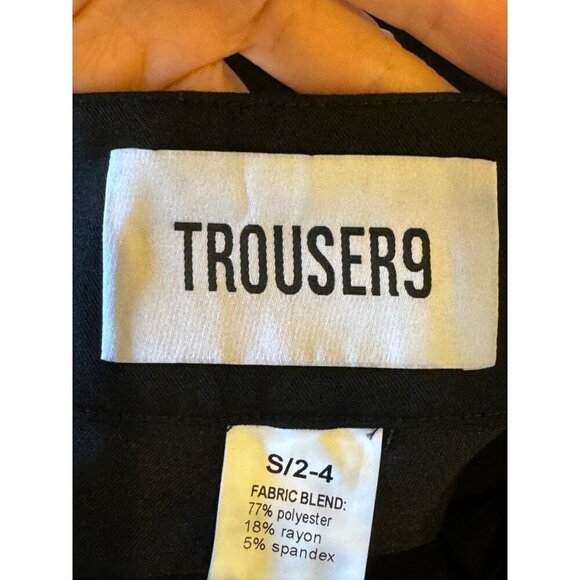 TROUSER9
S/2-4
FABRIC BLEND:
77% polyester
18% rayon
5% spandex